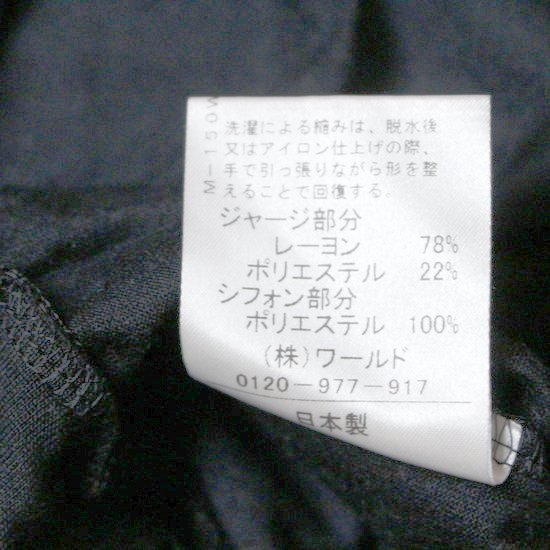 M-150W
洗濯による縮みは、脱水後
又はアイロン仕上げの際、
手で引っ張りながら形を整
えることで回復する。
ジャージ部分
レーヨン 78%
ポリエステル 22%
シフォン部分
ポリエステル 100%
(株)ワールド
0120-977-917
日本製